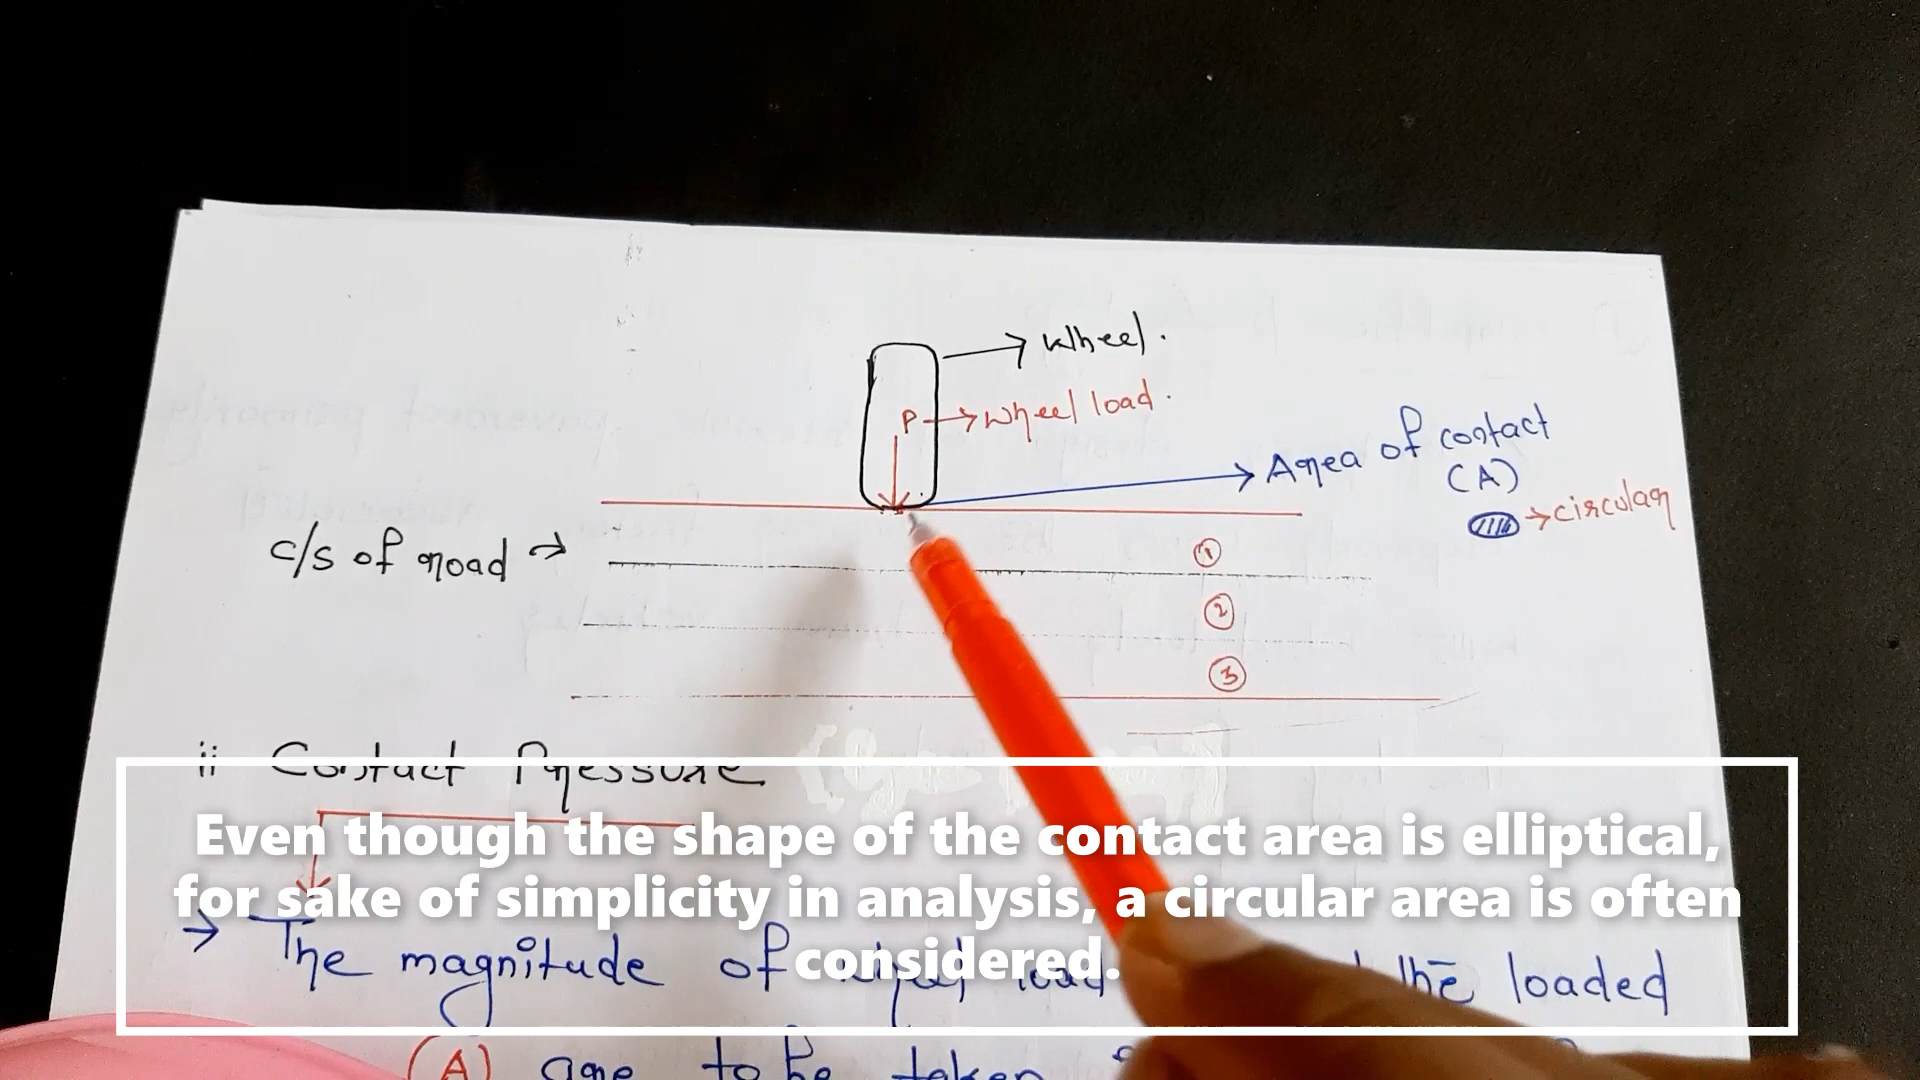 Wheel.
P → wheel load.
Area of contact
(A)
→ circular
c/s of road →
1
2
3
ii Contact Pressure
Even though the shape of the contact area is elliptical,
for sake of simplicity in analysis, a circular area is often
considered.
→ The magnitude of wheel load the loaded
(A) are to be taken